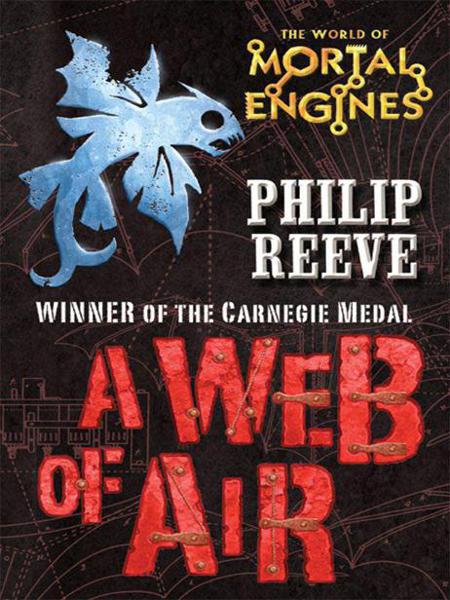 THE WORLD OF
MORTAL
ENGINES
PHILIP
REEVE
WINNER OF THE CARNEGIE MEDAL
A WEB
OF AIR